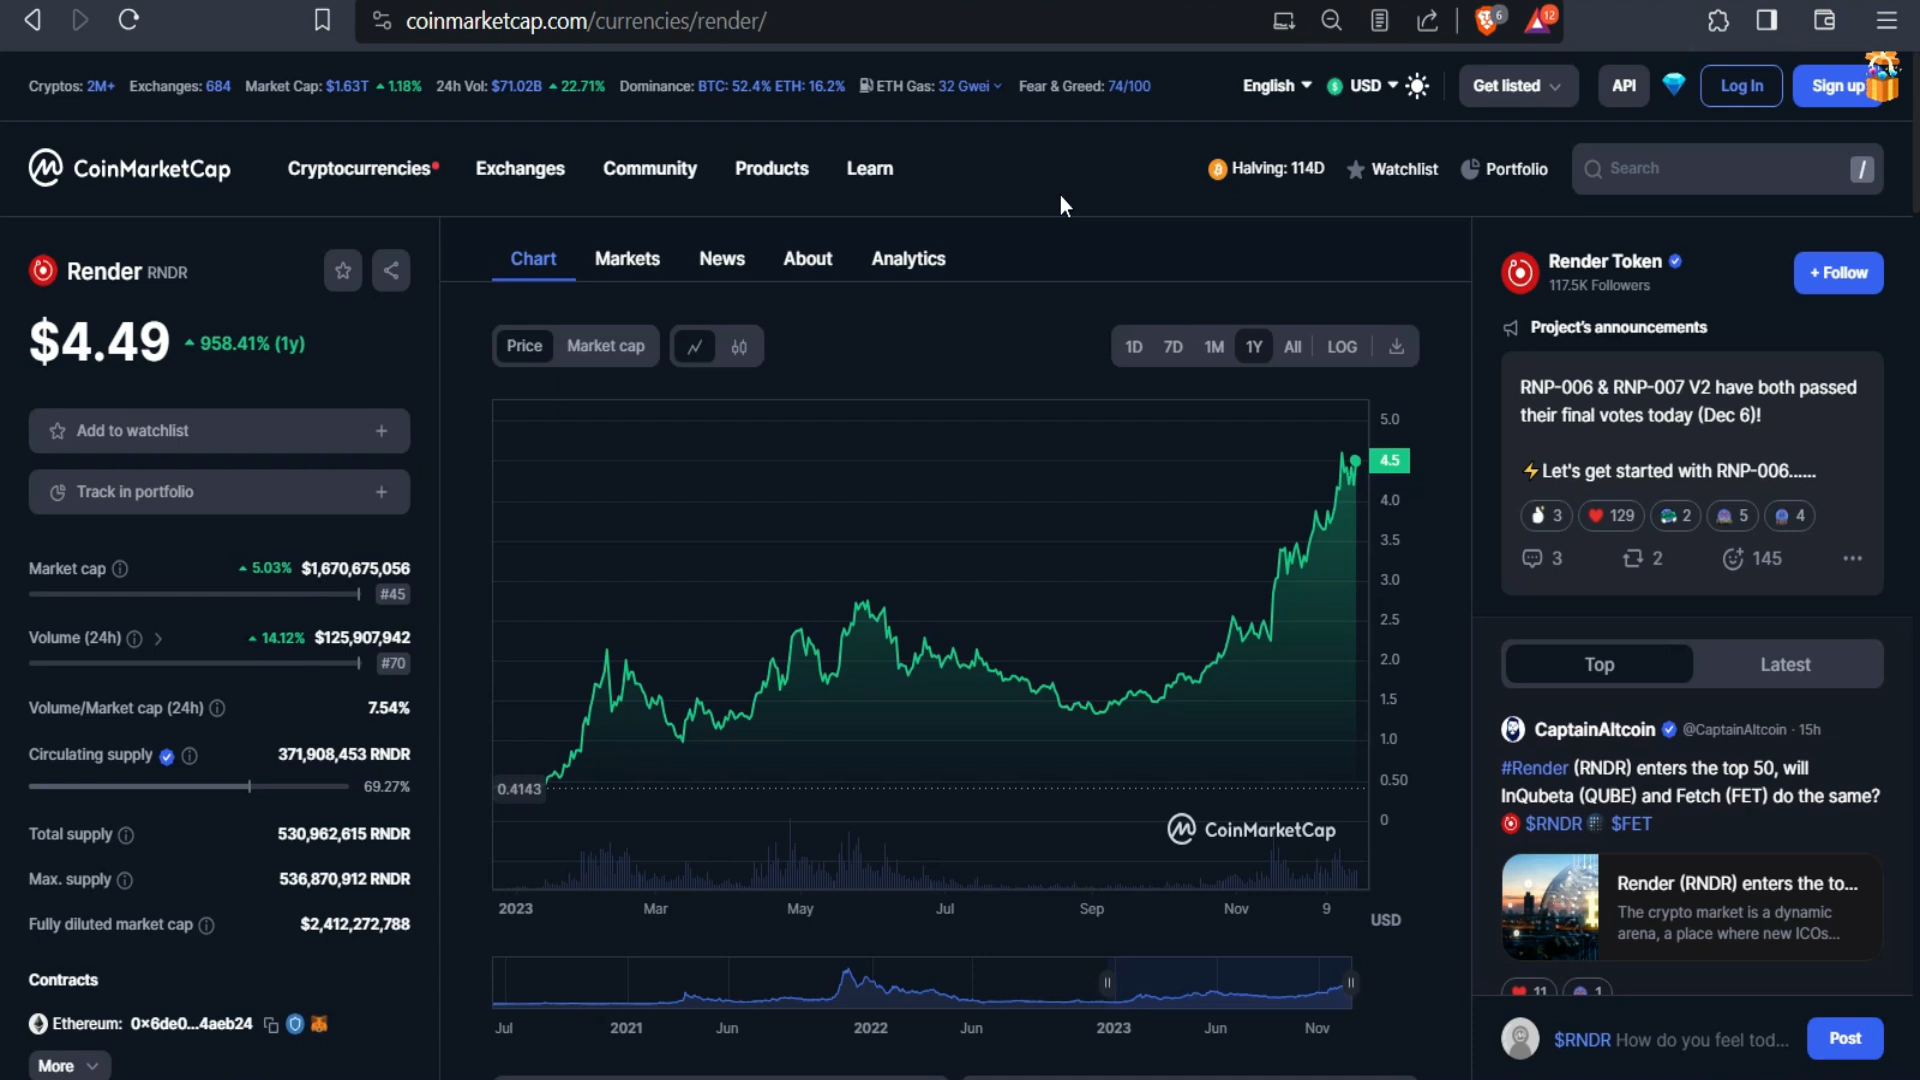 coinmarketcap.com/currencies/render/
6
12
Cryptos: 2M+ Exchanges: 684 Market Cap: $1.63T 1.18% 24h Vol: $71.02B 22.71% Dominance: BTC: 52.4% ETH: 16.2% ETH Gas: 32 Gwei Fear & Greed: 74/100
English USD Get listed API Log In Sign up
CoinMarketCap Cryptocurrencies Exchanges Community Products Learn
Halving: 114D Watchlist Portfolio Search /
Render RNDR
$4.49 958.41% (1y)
Add to watchlist +
Track in portfolio +
Market cap 5.03% $1,670,675,056
#45
Volume (24h) 14.12% $125,907,942
#70
Volume/Market cap (24h) 7.54%
Circulating supply 371,908,453 RNDR
69.27%
Total supply 530,962,615 RNDR
Max. supply 536,870,912 RNDR
Fully diluted market cap $2,412,272,788
Contracts
Ethereum: 0x6de0...4aeb24
More
Chart Markets News About Analytics
Price Market cap
1D 7D 1M 1Y All LOG
5.0
4.5
4.0
3.5
3.0
2.5
2.0
1.5
1.0
0.50
0
0.4143
CoinMarketCap
2023 Mar May Jul Sep Nov 9
USD
Jul 2021 Jun 2022 Jun 2023 Jun Nov
Render Token
117.5K Followers
+ Follow
Project's announcements
RNP-006 & RNP-007 V2 have both passed
their final votes today (Dec 6)!
⚡Let's get started with RNP-006......
3 129 2 5 4
3 2 145 ...
Top Latest
CaptainAltcoin @CaptainAltcoin · 15h
#Render (RNDR) enters the top 50, will
InQubeta (QUBE) and Fetch (FET) do the same?
$RNDR $FET
Render (RNDR) enters the to...
The crypto market is a dynamic
arena, a place where new ICOs...
11 1
$RNDR How do you feel tod...
Post